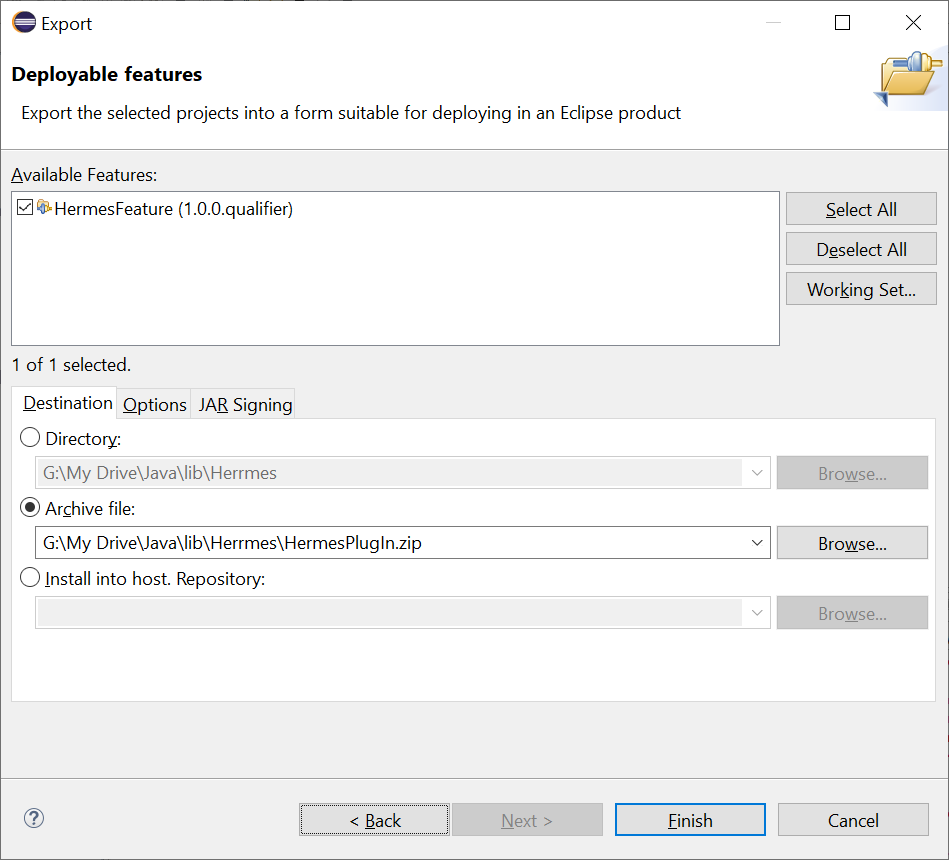 Export
Deployable features
Export the selected projects into a form suitable for deploying in an Eclipse product
Available Features:
HermesFeature (1.0.0.qualifier)
Select All
Deselect All
Working Set...
1 of 1 selected.
Destination Options JAR Signing
Directory:
G:\My Drive\Java\lib\Herrmes Browse...
Archive file:
G:\My Drive\Java\lib\Herrmes\HermesPlugIn.zip Browse...
Install into host. Repository:
Browse...
? < Back Next > Finish Cancel